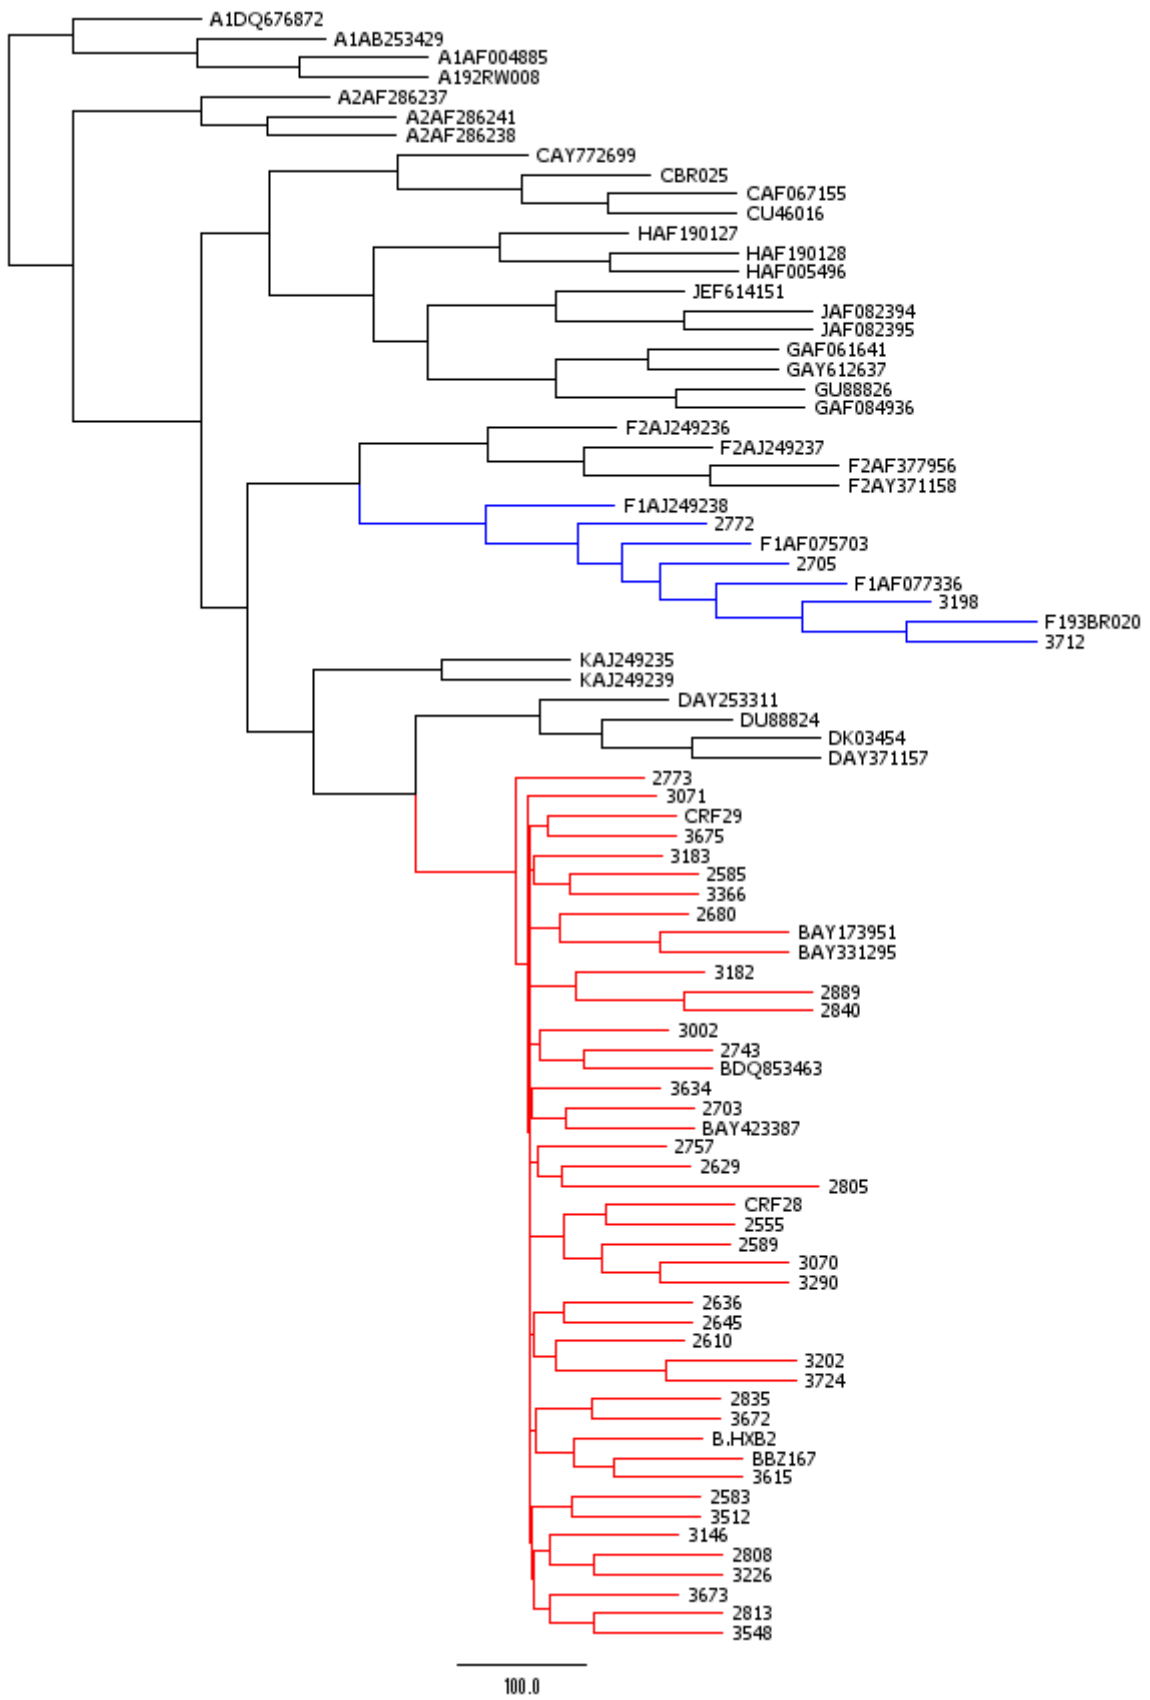 A1DQ676872
A1AB253429
A1AF004885
A192RW008
A2AF286237
A2AF286241
A2AF286238
CAY772699
CBR025
CAF067155
CU46016
HAF190127
HAF190128
HAF005496
JEF614151
JAF082394
JAF082395
GAF061641
GAY612637
GU88826
GAF084936
F2AJ249236
F2AJ249237
F2AF377956
F2AY371158
F1AJ249238
2772
F1AF075703
2705
F1AF077336
3198
F193BR020
3712
KAJ249235
KAJ249239
DAY253311
DU88824
DK03454
DAY371157
2773
3071
CRF29
3675
3183
2585
3366
2680
BAY173951
BAY331295
3182
2889
2840
3002
2743
BDQ853463
3634
2703
BAY423387
2757
2629
2805
CRF28
2555
2589
3070
3290
2636
2645
2610
3202
3724
2835
3672
B.HXB2
BBZ167
3615
2583
3512
3146
2808
3226
3673
2813
3548
100.0